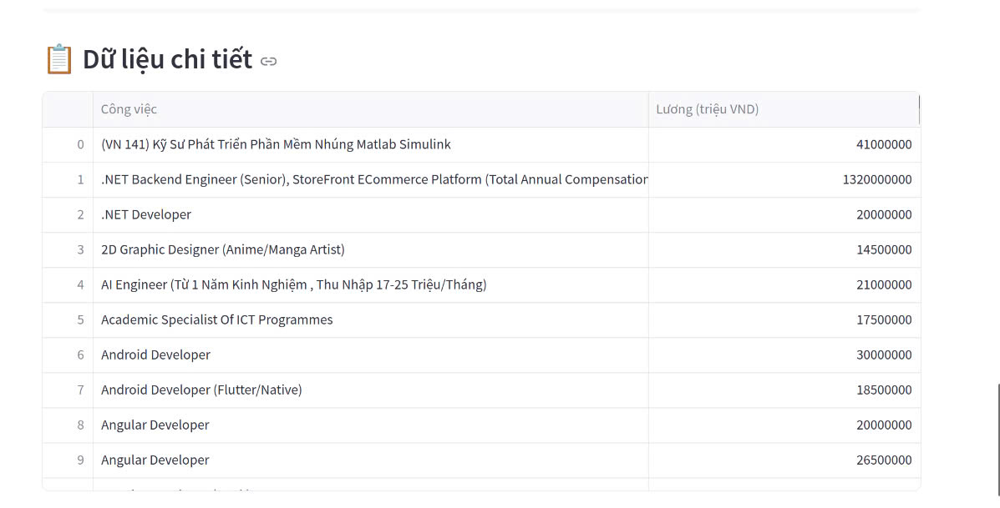 📋 Dữ liệu chi tiết
Công việc Lương (triệu VND)
0 (VN 141) Kỹ Sư Phát Triển Phần Mềm Nhúng Matlab Simulink 41000000
1 .NET Backend Engineer (Senior), StoreFront ECommerce Platform (Total Annual Compensation 1320000000
2 .NET Developer 20000000
3 2D Graphic Designer (Anime/Manga Artist) 14500000
4 AI Engineer (Từ 1 Năm Kinh Nghiệm , Thu Nhập 17-25 Triệu/Tháng) 21000000
5 Academic Specialist Of ICT Programmes 17500000
6 Android Developer 30000000
7 Android Developer (Flutter/Native) 18500000
8 Angular Developer 20000000
9 Angular Developer 26500000